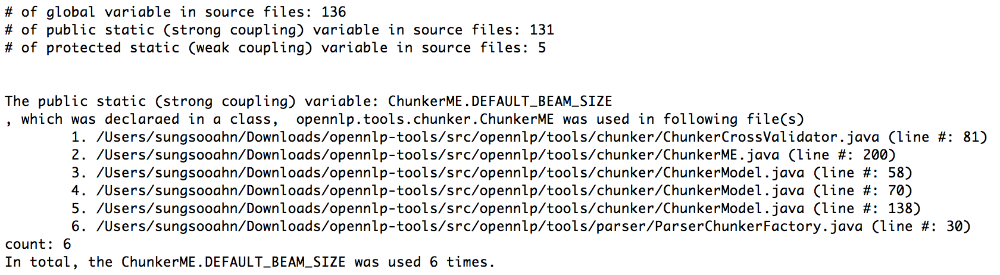 # of global variable in source files: 136
# of public static (strong coupling) variable in source files: 131
# of protected static (weak coupling) variable in source files: 5
The public static (strong coupling) variable: ChunkerME.DEFAULT_BEAM_SIZE
, which was declaraed in a class,  opennlp.tools.chunker.ChunkerME was used in following file(s)
1. /Users/sungsooahn/Downloads/opennlp-tools/src/opennlp/tools/chunker/ChunkerCrossValidator.java (line #: 81)
2. /Users/sungsooahn/Downloads/opennlp-tools/src/opennlp/tools/chunker/ChunkerME.java (line #: 200)
3. /Users/sungsooahn/Downloads/opennlp-tools/src/opennlp/tools/chunker/ChunkerModel.java (line #: 58)
4. /Users/sungsooahn/Downloads/opennlp-tools/src/opennlp/tools/chunker/ChunkerModel.java (line #: 70)
5. /Users/sungsooahn/Downloads/opennlp-tools/src/opennlp/tools/chunker/ChunkerModel.java (line #: 138)
6. /Users/sungsooahn/Downloads/opennlp-tools/src/opennlp/tools/parser/ParserChunkerFactory.java (line #: 30)
count: 6
In total, the ChunkerME.DEFAULT_BEAM_SIZE was used 6 times.